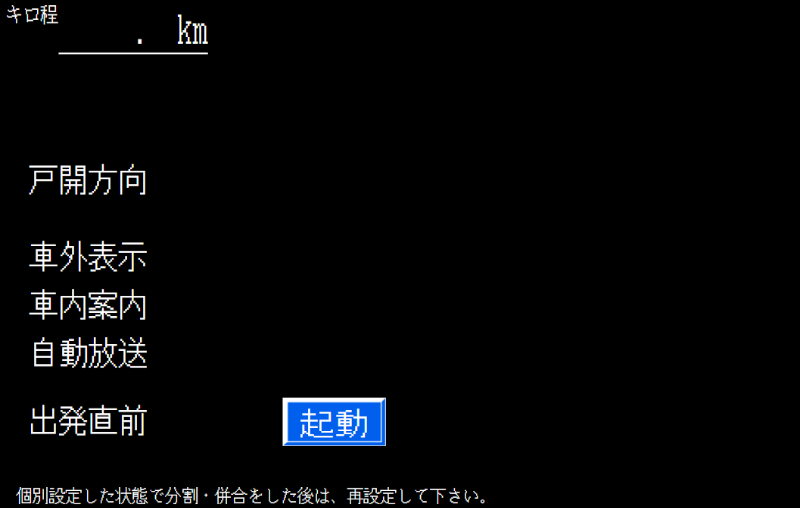 キロ程 . km
戸開方向
車外表示
車内案内
自動放送
出発直前 起動
個別設定した状態で分割・併合をした後は、再設定して下さい。